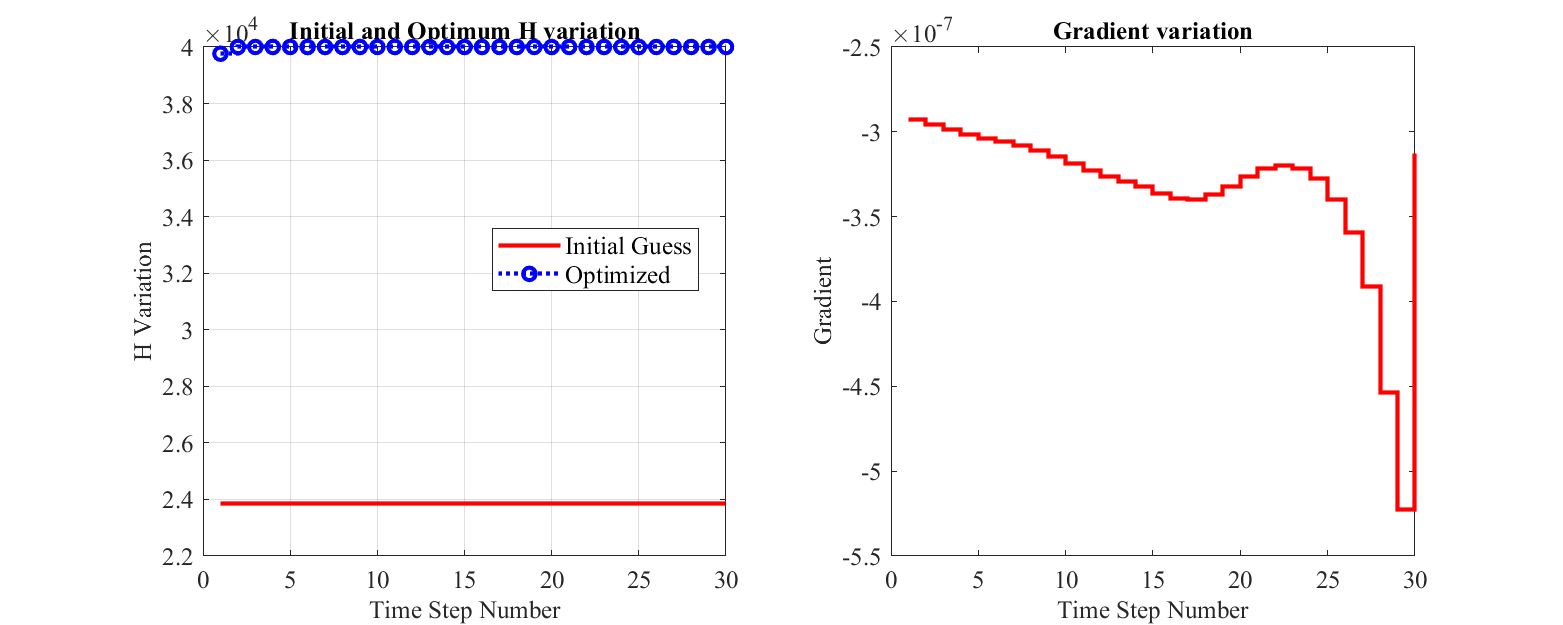 Initial and Optimum H variation
×10^4
4
3.8
3.6
3.4
3.2
3
2.8
2.6
2.4
2.2
H Variation
Initial Guess
Optimized
0 5 10 15 20 25 30
Time Step Number
Gradient variation
×10^-7
-2.5
-3
-3.5
-4
-4.5
-5
-5.5
Gradient
0 5 10 15 20 25 30
Time Step Number